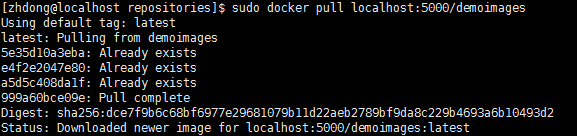 [zhdong@localhost repositories]$ sudo docker pull localhost:5000/demoimages
Using default tag: latest
latest: Pulling from demoimages
5e35d10a3eba: Already exists
e4f2e2047e80: Already exists
a5d5c408da1f: Already exists
999a60bce09e: Pull complete
Digest: sha256:dce7f9b6c68bf6977e29681079b11d22aeb2789bf9da8c229b4693a6b10493d2
Status: Downloaded newer image for localhost:5000/demoimages:latest